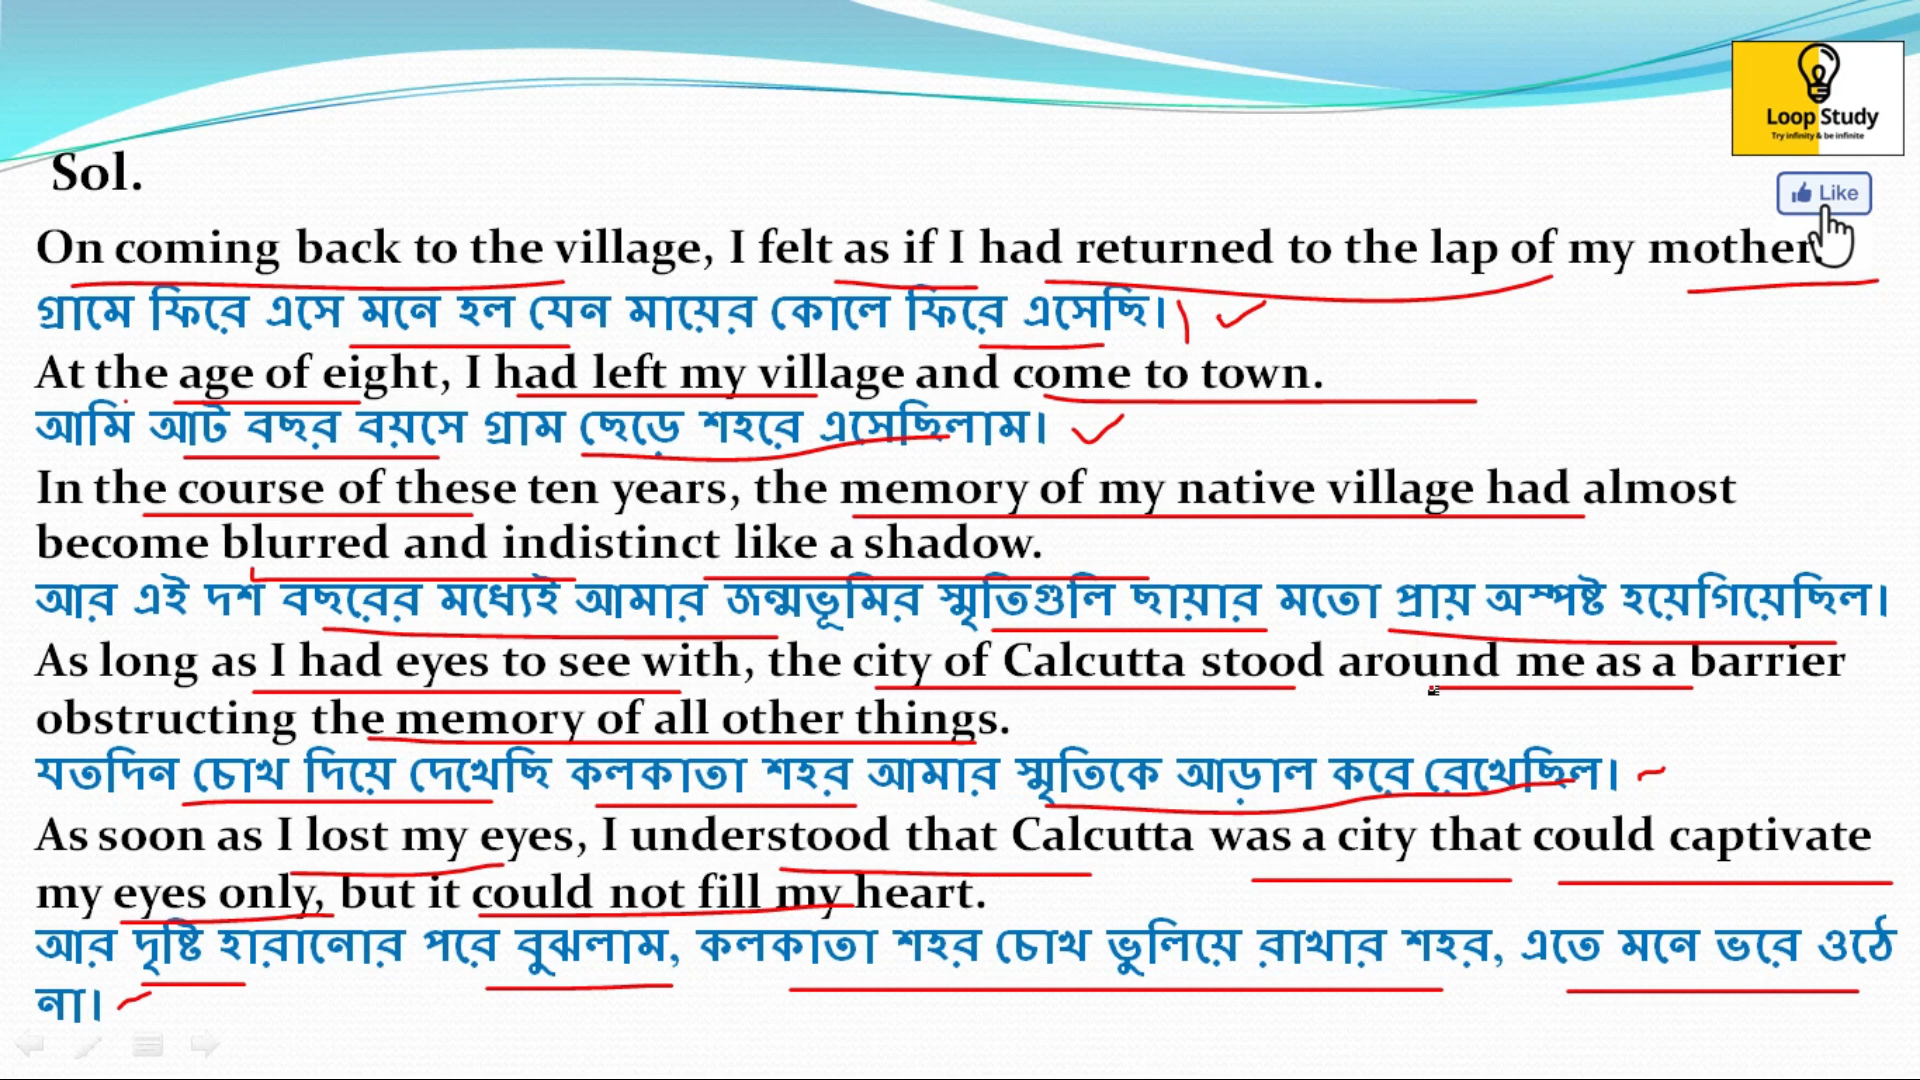 Loop Study
Try infinity & be infinite
Like
Sol.
On coming back to the village, I felt as if I had returned to the lap of my mother.
গ্রামে ফিরে এসে মনে হল যেন মায়ের কোলে ফিরে এসেছি।
At the age of eight, I had left my village and come to town.
আমি আট বছর বয়সে গ্রাম ছেড়ে শহরে এসেছিলাম।
In the course of these ten years, the memory of my native village had almost
become blurred and indistinct like a shadow.
আর এই দশ বছরের মধ্যেই আমার জন্মভূমির স্মৃতিগুলি ছায়ার মতো প্রায় অস্পষ্ট হয়েগিয়েছিল।
As long as I had eyes to see with, the city of Calcutta stood around me as a barrier
obstructing the memory of all other things.
যতদিন চোখ দিয়ে দেখেছি কলকাতা শহর আমার স্মৃতিকে আড়াল করে রেখেছিল।
As soon as I lost my eyes, I understood that Calcutta was a city that could captivate
my eyes only, but it could not fill my heart.
আর দৃষ্টি হারানোর পরে বুঝলাম, কলকাতা শহর চোখ ভুলিয়ে রাখার শহর, এতে মনে ভরে ওঠে
না।